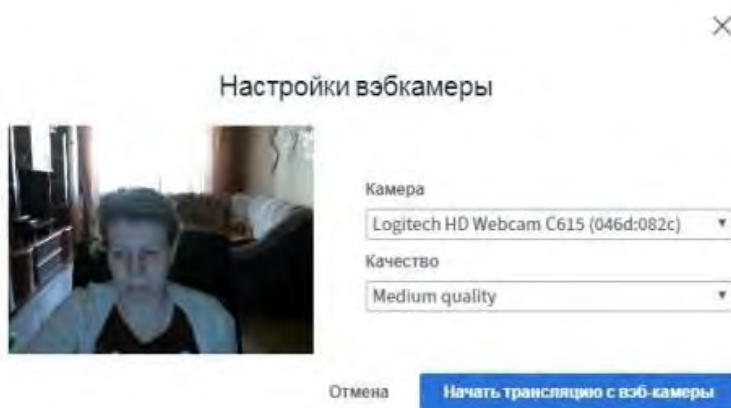 Настройки вэбкамеры
Камера
Logitech HD Webcam C615 (046d:082c)
Качество
Medium quality
Отмена
Начать трансляцию с вэб-камеры